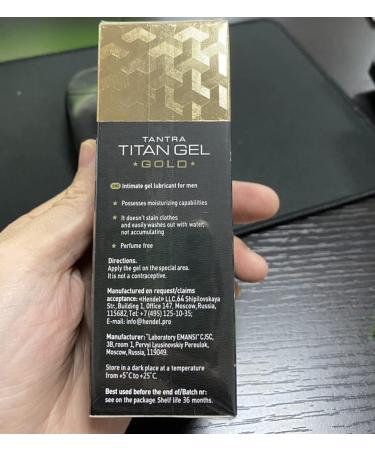 TANTRA
TITAN GEL
GOLD
Intimate gel lubricant for men
Possesses moisturizing capabilities
It doesn't stain clothes
and easily washes out with water,
not accumulating
Perfume free
Directions.
Apply the gel on the special area.
It is not a contraceptive.
Manufactured on request/claims
acceptance: «Hendel» LLC, 64 Shipilovskaya
Str., Building 1, Office 147, Moscow, Russia,
115682, Tel: +7 (495) 125-10-35;
E-mail: info@hendel.pro
Manufacturer: "Laboratory EMANSI" CJSC,
3B, room 1, Pervyi Lyusinovskiy Pereulok,
Moscow, Russia, 119049.
Store in a dark place at a temperature
from +5°C to +25°C.
Best used before the end of/Batch nr:
see on the package. Shelf life 36 months.